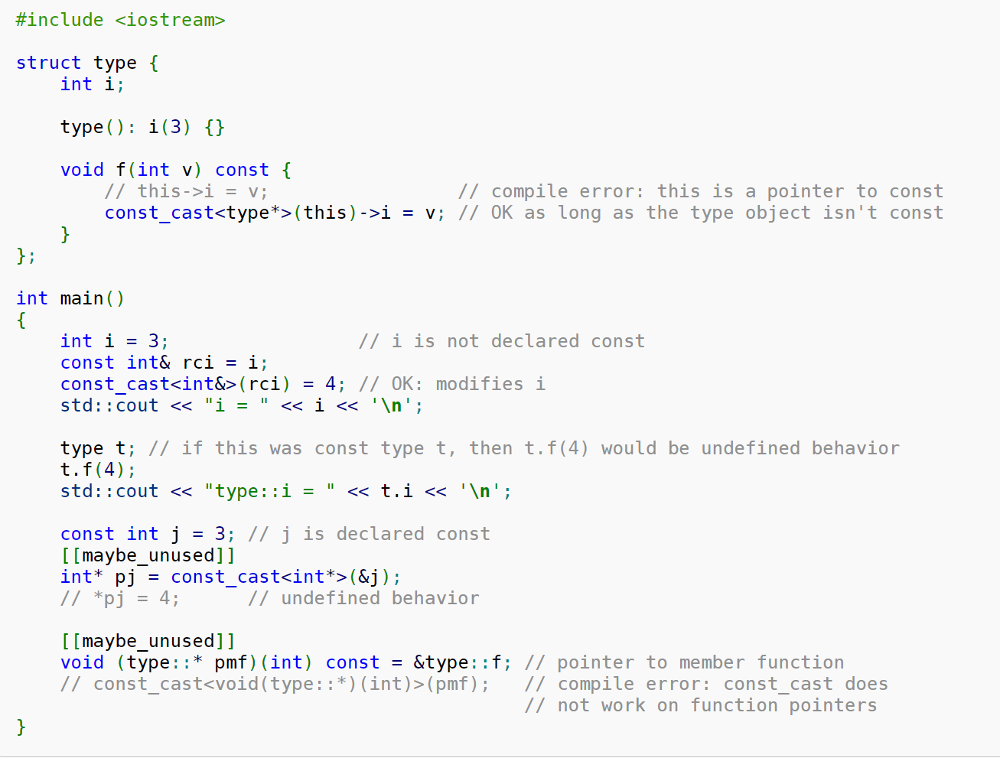 #include <iostream>

struct type {
    int i;

    type(): i(3) {}

    void f(int v) const {
        // this->i = v;                 // compile error: this is a pointer to const
        const_cast<type*>(this)->i = v; // OK as long as the type object isn't const
    }
};

int main()
{
    int i = 3;                 // i is not declared const
    const int& rci = i;
    const_cast<int&>(rci) = 4; // OK: modifies i
    std::cout << "i = " << i << '\n';

    type t; // if this was const type t, then t.f(4) would be undefined behavior
    t.f(4);
    std::cout << "type::i = " << t.i << '\n';

    const int j = 3; // j is declared const
    [[maybe_unused]]
    int* pj = const_cast<int*>(&j);
    // *pj = 4;      // undefined behavior

    [[maybe_unused]]
    void (type::* pmf)(int) const = &type::f; // pointer to member function
    // const_cast<void(type::*)(int)>(pmf);   // compile error: const_cast does
                                              // not work on function pointers
}